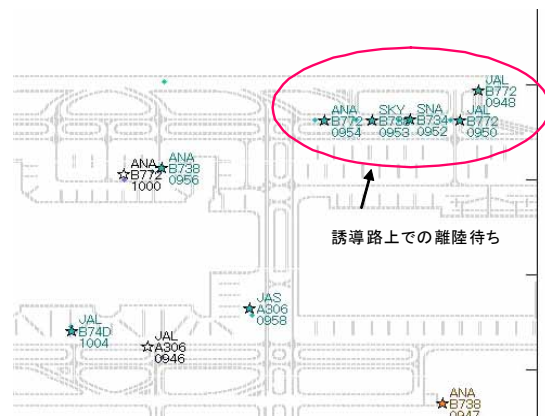 JAL
B772
0948
ANA
B772
0954
SKY
B738
0953
SNA
B734
0952
JAL
B772
0950
ANA
B772
1000
ANA
B738
0956
誘導路上での離陸待ち
JAS
A306
0958
JAL
B74D
1004
JAL
A306
0946
ANA
B738
0947